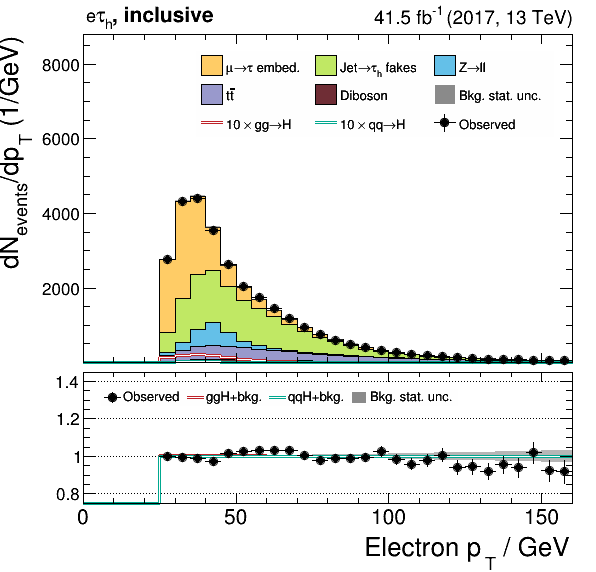 eτh, inclusive
41.5 fb-1 (2017, 13 TeV)
dNevents/dpT (1/GeV)
8000
6000
4000
2000
μ→τ embed.
Jet→τh fakes
Z→ll
tt̄
Diboson
Bkg. stat. unc.
10 × gg→H
10 × qq→H
Observed
1.4
1.2
1
0.8
Observed
ggH+bkg.
qqH+bkg.
Bkg. stat. unc.
0
50
100
150
Electron pT / GeV